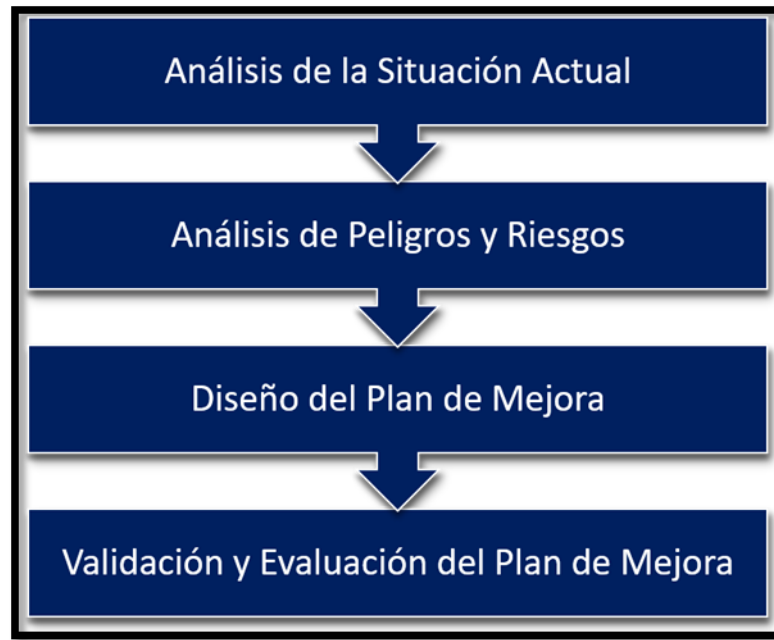 Análisis de la Situación Actual
Análisis de Peligros y Riesgos
Diseño del Plan de Mejora
Validación y Evaluación del Plan de Mejora